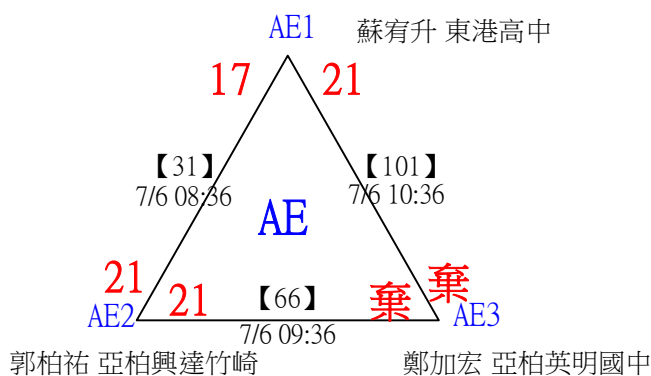 AE1 蘇宥升 東港高中
17 21
【31】 【101】
7/6 08:36 7/6 10:36
AE
21 21 【66】 棄 棄
AE2 AE3
7/6 09:36
郭柏祐 亞柏興達竹崎 鄭加宏 亞柏英明國中